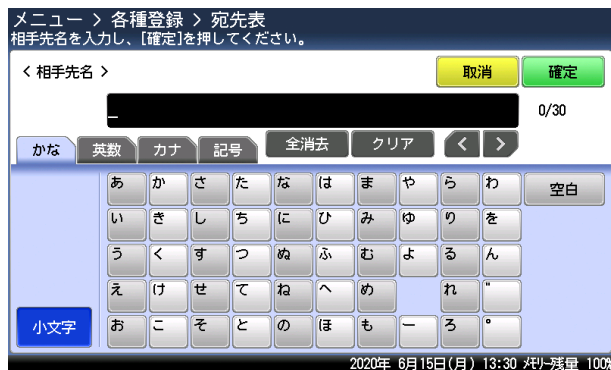 メニュー > 各種登録 > 宛先表
相手先名を入力し、[確定]を押してください。
< 相手先名 >
取消
確定
_
0/30
かな 英数 カナ 記号 全消去 クリア < >
あ か さ た な は ま や ら わ 空白
い き し ち に ひ み ゆ り を
う く す つ ぬ ふ む よ る ん
え け せ て ね へ め れ "
小文字 お こ そ と の ほ も ー ろ °
2020年 6月15日(月) 13:30 ﾒﾓﾘｰ残量 100%